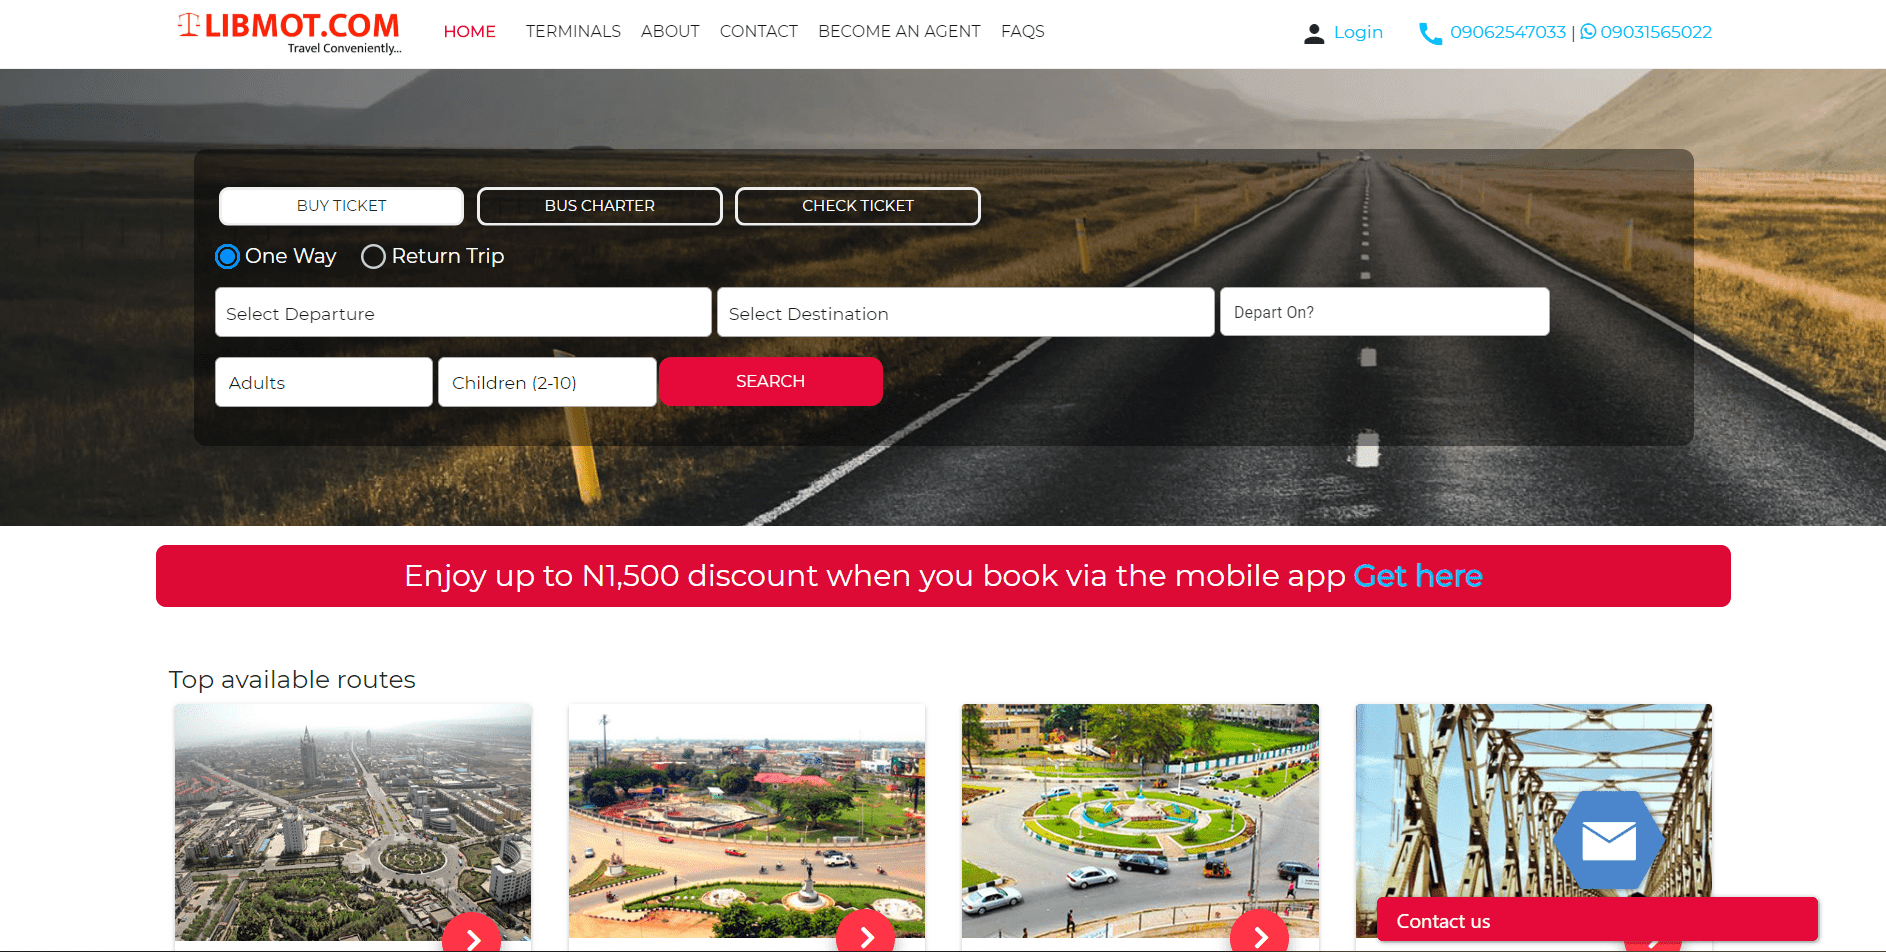 LIBMOT.COM
Travel Conveniently...
HOME TERMINALS ABOUT CONTACT BECOME AN AGENT FAQS
Login 09062547033 | 09031565022
BUY TICKET BUS CHARTER CHECK TICKET
One Way Return Trip
Select Departure Select Destination Depart On?
Adults Children (2-10) SEARCH
Enjoy up to N1,500 discount when you book via the mobile app Get here
Top available routes
Contact us